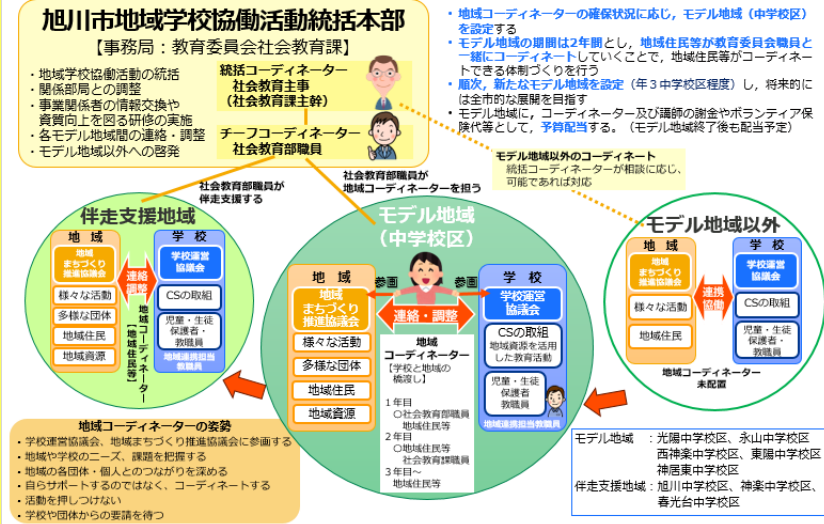 旭川市地域学校協働活動統括本部
【事務局：教育委員会社会教育課】
・地域学校協働活動の統括
・関係部局との調整
・事業関係者の情報交換や
資質向上を図る研修の実施
・各モデル地域間の連絡・調整
・モデル地域以外への啓発
統括コーディネーター
社会教育主事
（社会教育課主幹）
チーフコーディネーター
社会教育部職員
・地域コーディネーターの確保状況に応じ，モデル地域（中学校区）
を設定する
・モデル地域の期間は2年間とし，地域住民等が教育委員会職員と
一緒にコーディネートしていくことで，地域住民等がコーディネー
トできる体制づくりを行う
・順次，新たなモデル地域を設定（年３中学校区程度）し，将来的に
は全市的な展開を目指す
・モデル地域に，コーディネーター及び講師の謝金やボランティア保
険代等として，予算配当する。（モデル地域終了後も配当予定）
モデル地域以外のコーディネート
統括コーディネーターが相談に応じ、
可能であれば対応
社会教育部職員が
伴走支援する
社会教育部職員が
地域コーディネーターを担う
伴走支援地域
地　域
地域
まちづくり
推進協議会
様々な活動
多様な団体
地域住民
地域資源
連絡
調整
地域コーディネーター
【地域住民等】
学　校
学校運営
協議会
CSの取組
児童・生徒
保護者・
教職員
地域連携担当
教職員
モデル地域
（中学校区）
地　域
地域
まちづくり
推進協議会
様々な活動
多様な団体
地域住民
地域資源
参画
参画
連絡・調整
地域
コーディネーター
【学校と地域の
橋渡し】
１年目
〇社会教育部職員
地域住民等
２年目
〇地域住民等
社会教育課職員
３年目～
地域住民等
学　校
学校運営
協議会
CSの取組
地域資源を活用
した教育活動
児童・生徒
保護者
教職員
地域連携担当教職員
モデル地域以外
地　域
地域
まちづくり
推進協議会
様々な活動
地域住民
連携
協働
学　校
学校運営
協議会
CSの取組
児童・生徒
保護者・
教職員
地域コーディネーター
未配置
地域コーディネーターの姿勢
・学校運営協議会、地域まちづくり推進協議会に参画する
・地域や学校のニーズ、課題を把握する
・地域の各団体・個人とのつながりを深める
・自らサポートするのではなく、コーディネートする
・活動を押しつけない
・学校や団体からの要請を待つ
モデル地域　：光陽中学校区、永山中学校区
西神楽中学校区、東陽中学校区
神居東中学校区
伴走支援地域：旭川中学校区、神楽中学校区、
春光台中学校区